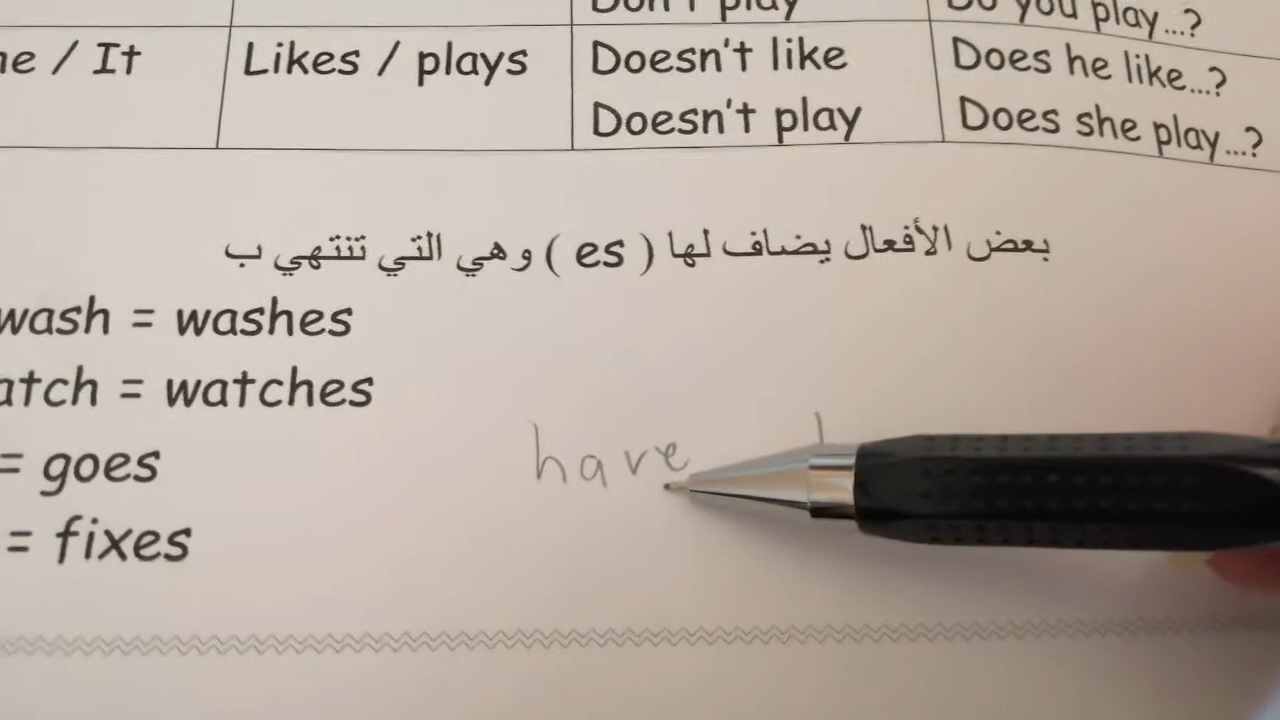 Don't play
Do you play...?
he / It
Likes / plays
Doesn't like
Doesn't play
Does he like...?
Does she play...?
بعض الأفعال يضاف لها ( es ) وهي التي تنتهي ب
wash = washes
atch = watches
= goes
= fixes
have